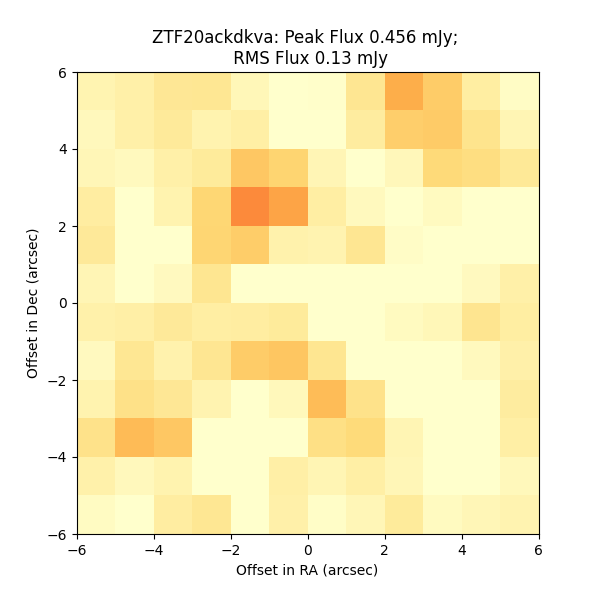 ZTF20ackdkva: Peak Flux 0.456 mJy;
RMS Flux 0.13 mJy
6
4
2
0
−2
−4
−6
Offset in Dec (arcsec)
−6 −4 −2 0 2 4 6
Offset in RA (arcsec)